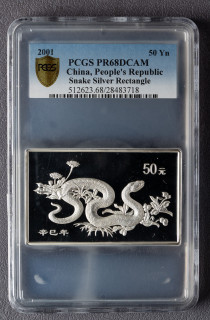 2001 50 Yn
PCGS
PCGS PR68DCAM
China, People's Republic
Snake Silver Rectangle
512623.68/28483718
50元
辛巳年